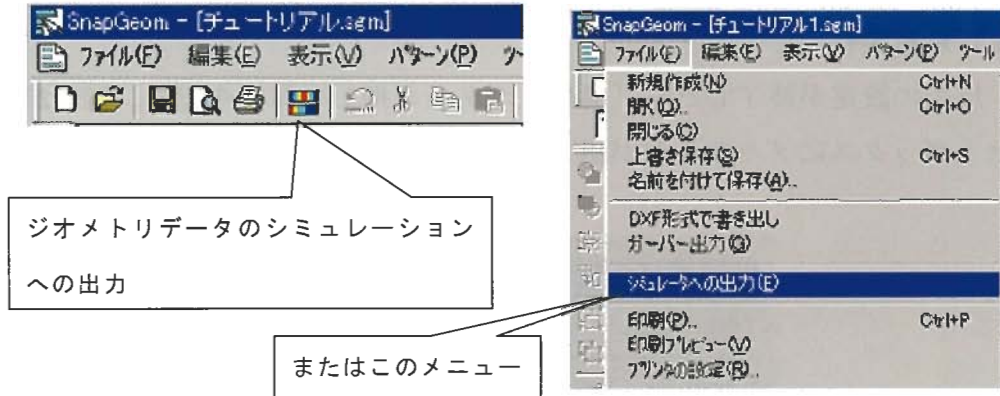 SnapGeom - [チュートリアル.sgm]
ファイル(F) 編集(E) 表示(V) パターン(P) ツ
ジオメトリデータのシミュレーション
への出力
またはこのメニュー
SnapGeom - [チュートリアル1.sgm]
ファイル(F) 編集(E) 表示(V) パターン(P) ツール
新規作成(N) Ctrl+N
開く(O)... Ctrl+O
閉じる(C)
上書き保存(S) Ctrl+S
名前を付けて保存(A)...
DXF形式で書き出し
ガーバー出力(G)
シミュレータへの出力(E)
印刷(P)... Ctrl+P
印刷プレビュー(V)
プリンタの設定(R)...